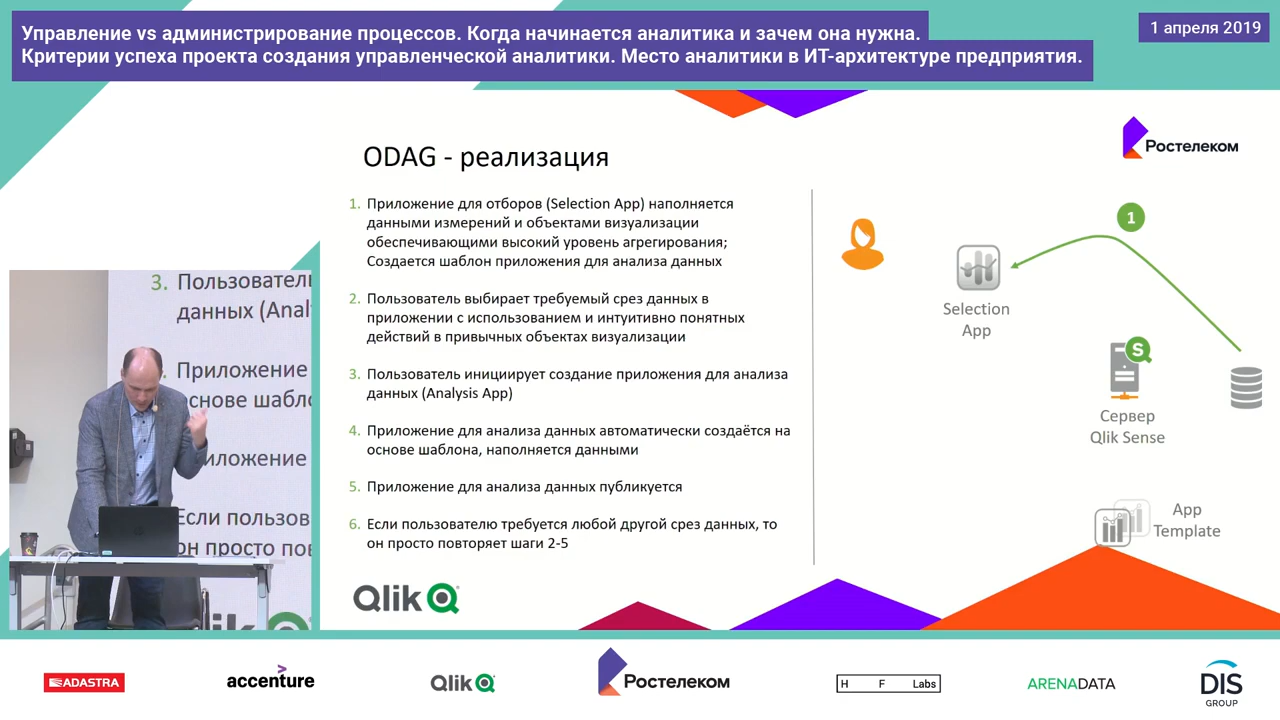 Управление vs администрирование процессов. Когда начинается аналитика и зачем она нужна.
Критерии успеха проекта создания управленческой аналитики. Место аналитики в ИТ-архитектуре предприятия.
1 апреля 2019
Ростелеком
ODAG - реализация
1. Приложение для отборов (Selection App) наполняется
данными измерений и объектами визуализации
обеспечивающими высокий уровень агрегирования;
Создается шаблон приложения для анализа данных
2. Пользователь выбирает требуемый срез данных в
приложении с использованием и интуитивно понятных
действий в привычных объектах визуализации
3. Пользователь инициирует создание приложения для анализа
данных (Analysis App)
4. Приложение для анализа данных автоматически создаётся на
основе шаблона, наполняется данными
5. Приложение для анализа данных публикуется
6. Если пользователю требуется любой другой срез данных, то
он просто повторяет шаги 2-5
Qlik
1
Selection
App
S
Сервер
Qlik Sense
App
Template
3. Пользовател
данных (Anal
Приложение
основе шабло
иложение
Если пользов
он просто пов
lik
ADASTRA
accenture
Qlik
Ростелеком
H F Labs
ARENADATA
DIS
GROUP